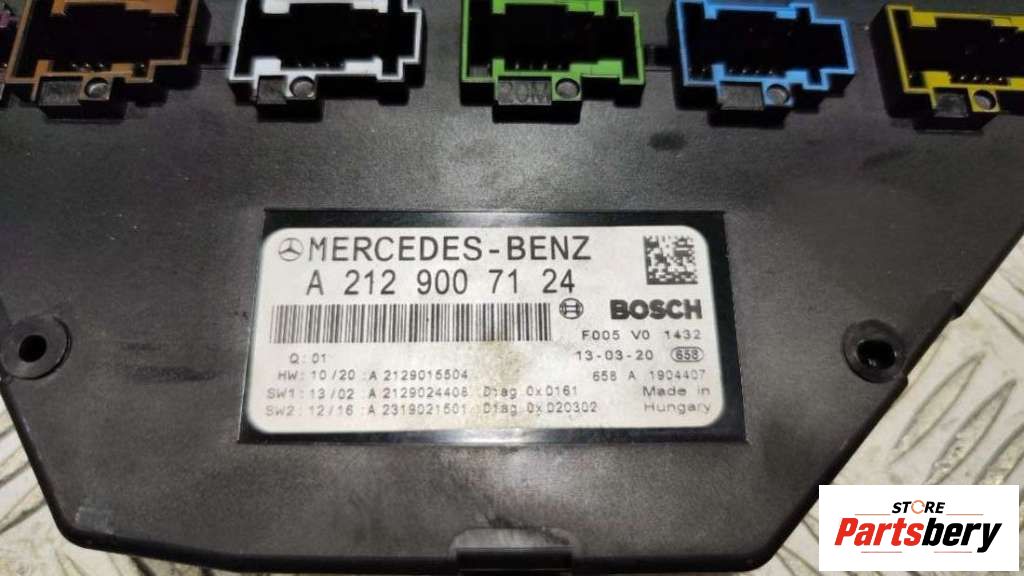 MERCEDES-BENZ
A 212 900 71 24
BOSCH
F005 V0 1432
Q: 01
13-03-20 658
HW: 10/20 :A 2129015504
658 A 1904407
SW1: 13/02 :A 2129024408 :Diag 0x0161
Made in
SW2: 12/16 :A 2319021501 :Diag 0x020302
Hungary
STORE
Partsbery